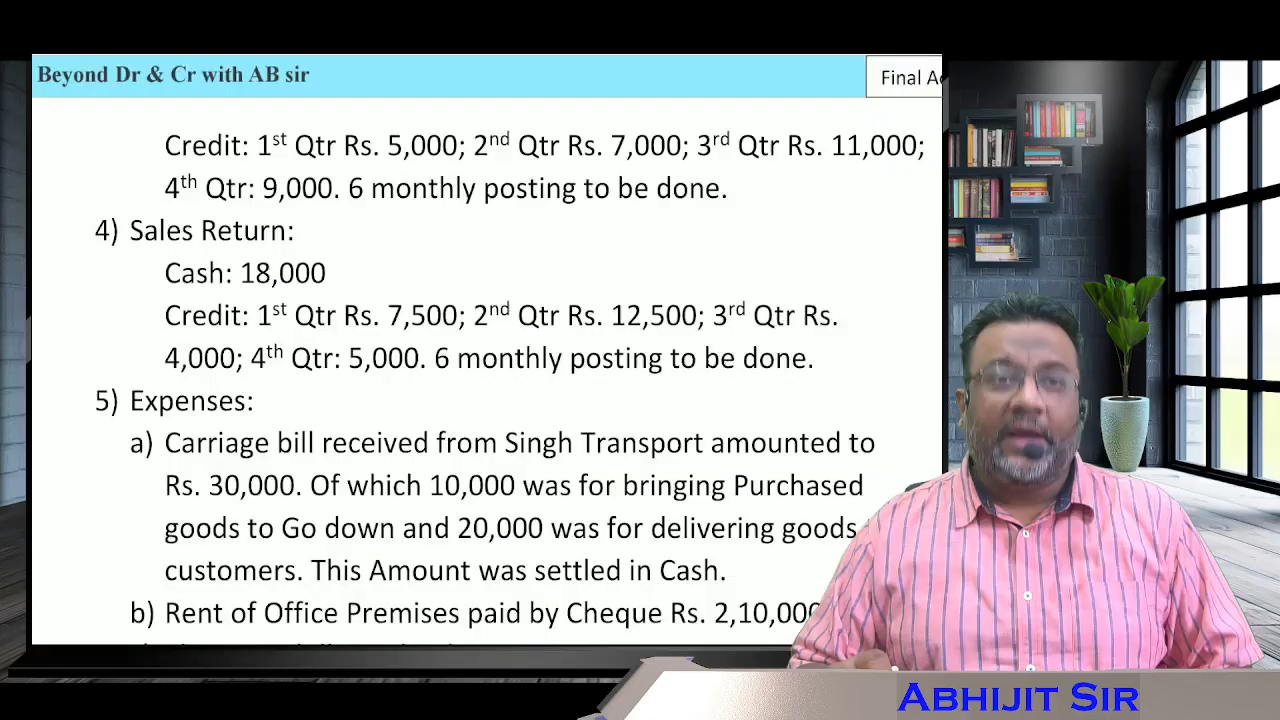 Beyond Dr & Cr with AB sir
Final
Credit: 1st Qtr Rs. 5,000; 2nd Qtr Rs. 7,000; 3rd Qtr Rs. 11,000;
4th Qtr: 9,000. 6 monthly posting to be done.
4) Sales Return:
Cash: 18,000
Credit: 1st Qtr Rs. 7,500; 2nd Qtr Rs. 12,500; 3rd Qtr Rs.
4,000; 4th Qtr: 5,000. 6 monthly posting to be done.
5) Expenses:
a) Carriage bill received from Singh Transport amounted to
Rs. 30,000. Of which 10,000 was for bringing Purchased
goods to Go down and 20,000 was for delivering goods
customers. This Amount was settled in Cash.
b) Rent of Office Premises paid by Cheque Rs. 2,10,000
Abhijit Sir